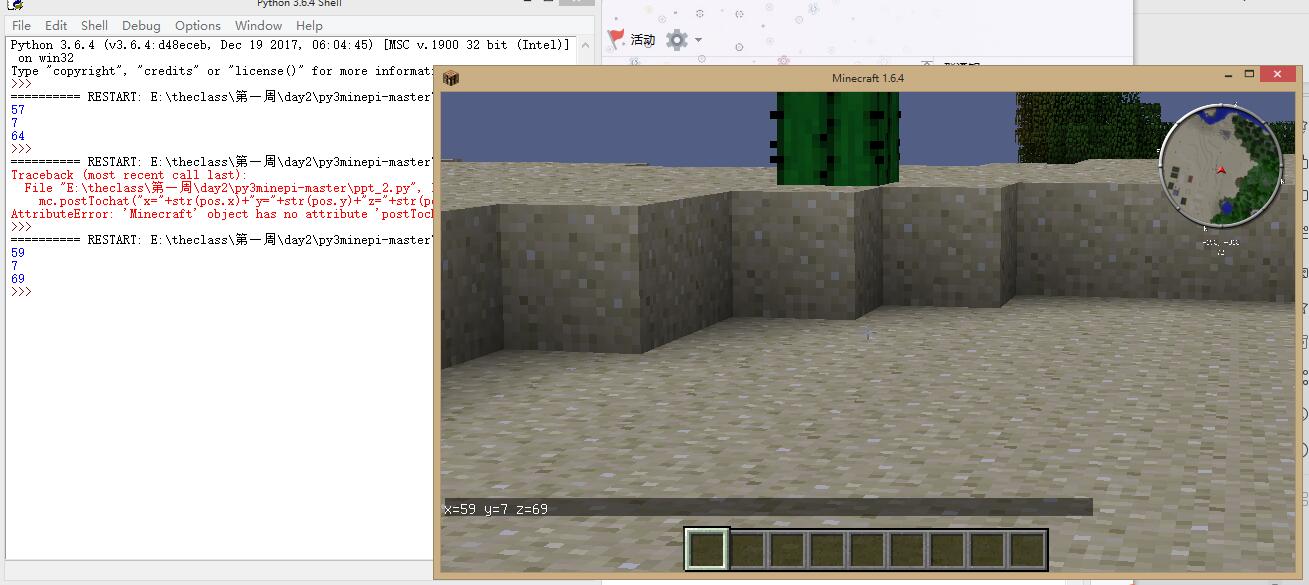 Python 3.6.4 Shell
File Edit Shell Debug Options Window Help
Python 3.6.4 (v3.6.4:d48eceb, Dec 19 2017, 06:04:45) [MSC v.1900 32 bit (Intel)]
on win32
Type "copyright", "credits" or "license()" for more informati
>>>
========== RESTART: E:\theclass\第一周\day2\py3minepi-master\
57
7
64
>>>
========== RESTART: E:\theclass\第一周\day2\py3minepi-master\
Traceback (most recent call last):
File "E:\theclass\第一周\day2\py3minepi-master\ppt_2.py",
mc.postTochat("x="+str(pos.x)+"y="+str(pos.y)+"z="+str(po
AttributeError: 'Minecraft' object has no attribute 'postToch
>>>
========== RESTART: E:\theclass\第一周\day2\py3minepi-master\
59
7
69
>>>
活动
Minecraft 1.6.4
x=59 y=7 z=69